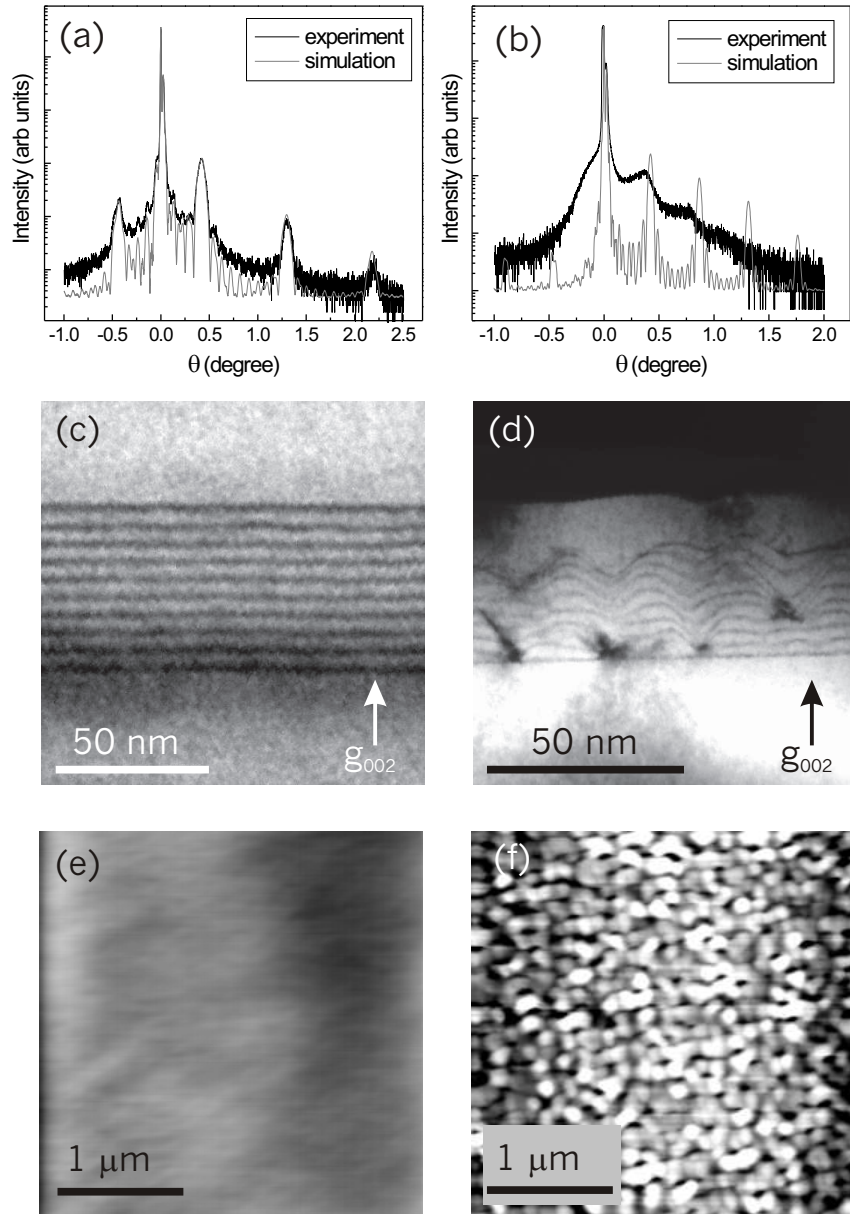 (a)
experiment
simulation
Intensity (arb units)
-1.0 -0.5 0.0 0.5 1.0 1.5 2.0 2.5
θ (degree)
(b)
experiment
simulation
Intensity (arb units)
-1.0 -0.5 0.0 0.5 1.0 1.5 2.0
θ (degree)
(c)
50 nm
g002
(d)
50 nm
g002
(e)
1 μm
(f)
1 μm